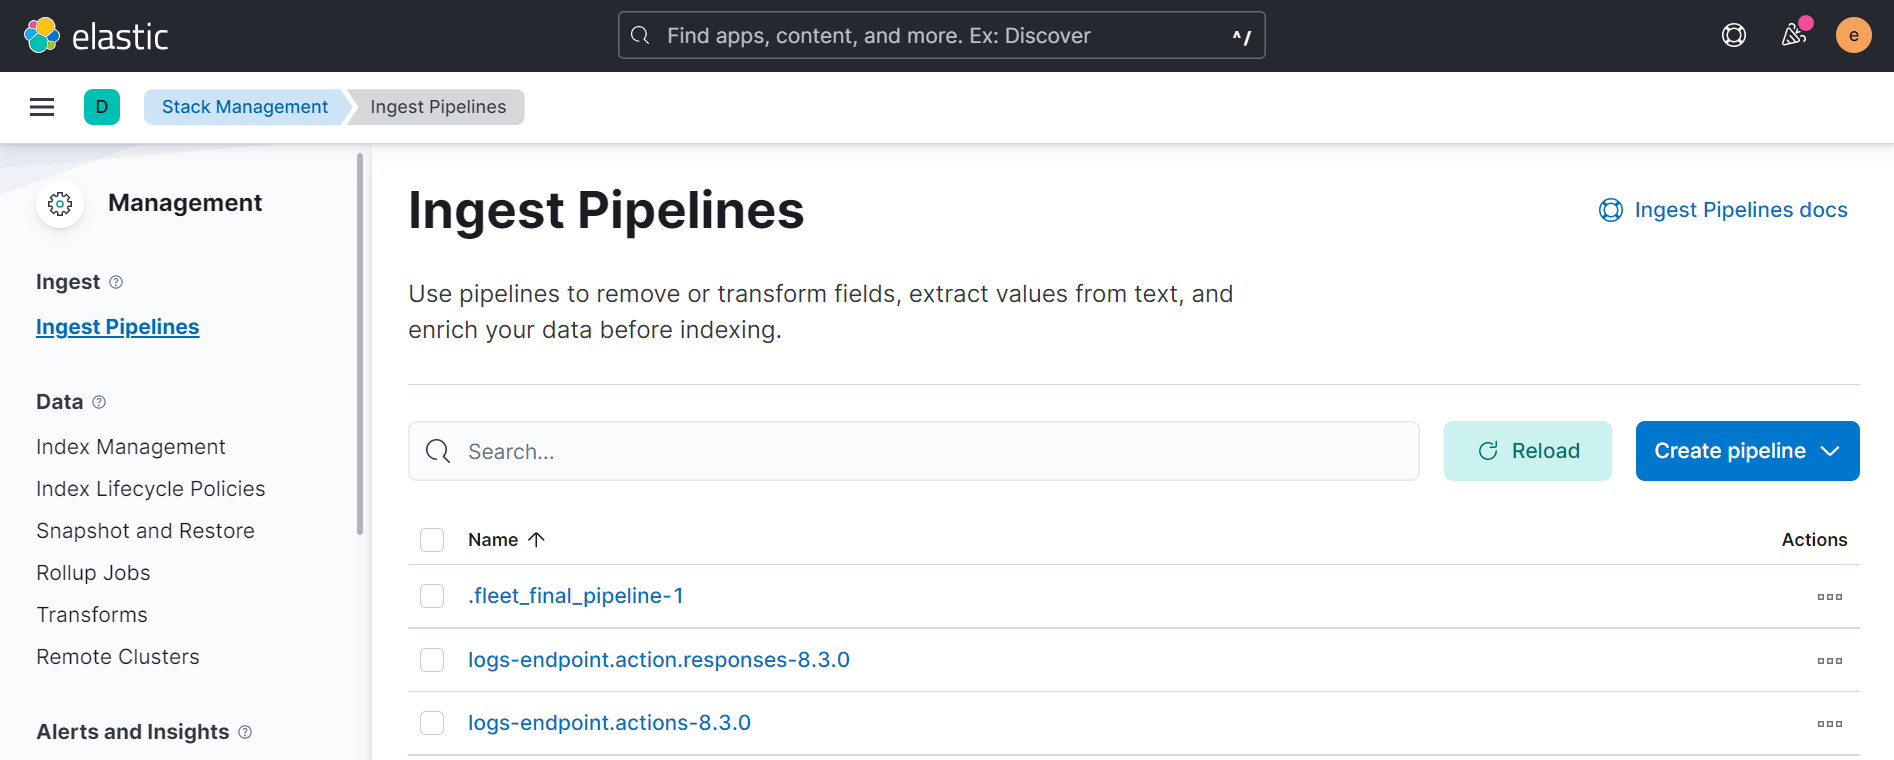 elastic
Find apps, content, and more. Ex: Discover ^/
e
D
Stack Management
Ingest Pipelines
Management
Ingest
Ingest Pipelines
Data
Index Management
Index Lifecycle Policies
Snapshot and Restore
Rollup Jobs
Transforms
Remote Clusters
Alerts and Insights
Ingest Pipelines
Ingest Pipelines docs
Use pipelines to remove or transform fields, extract values from text, and
enrich your data before indexing.
Search...
Reload
Create pipeline
Name
Actions
.fleet_final_pipeline-1
logs-endpoint.action.responses-8.3.0
logs-endpoint.actions-8.3.0